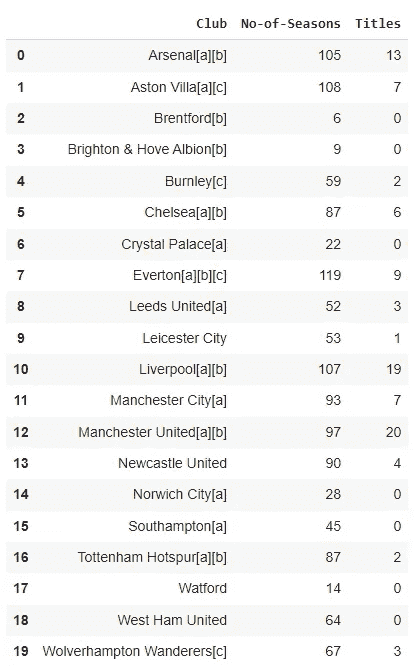 Club No-of-Seasons Titles
0 Arsenal[a][b] 105 13
1 Aston Villa[a][c] 108 7
2 Brentford[b] 6 0
3 Brighton & Hove Albion[b] 9 0
4 Burnley[c] 59 2
5 Chelsea[a][b] 87 6
6 Crystal Palace[a] 22 0
7 Everton[a][b][c] 119 9
8 Leeds United[a] 52 3
9 Leicester City 53 1
10 Liverpool[a][b] 107 19
11 Manchester City[a] 93 7
12 Manchester United[a][b] 97 20
13 Newcastle United 90 4
14 Norwich City[a] 28 0
15 Southampton[a] 45 0
16 Tottenham Hotspur[a][b] 87 2
17 Watford 14 0
18 West Ham United 64 0
19 Wolverhampton Wanderers[c] 67 3